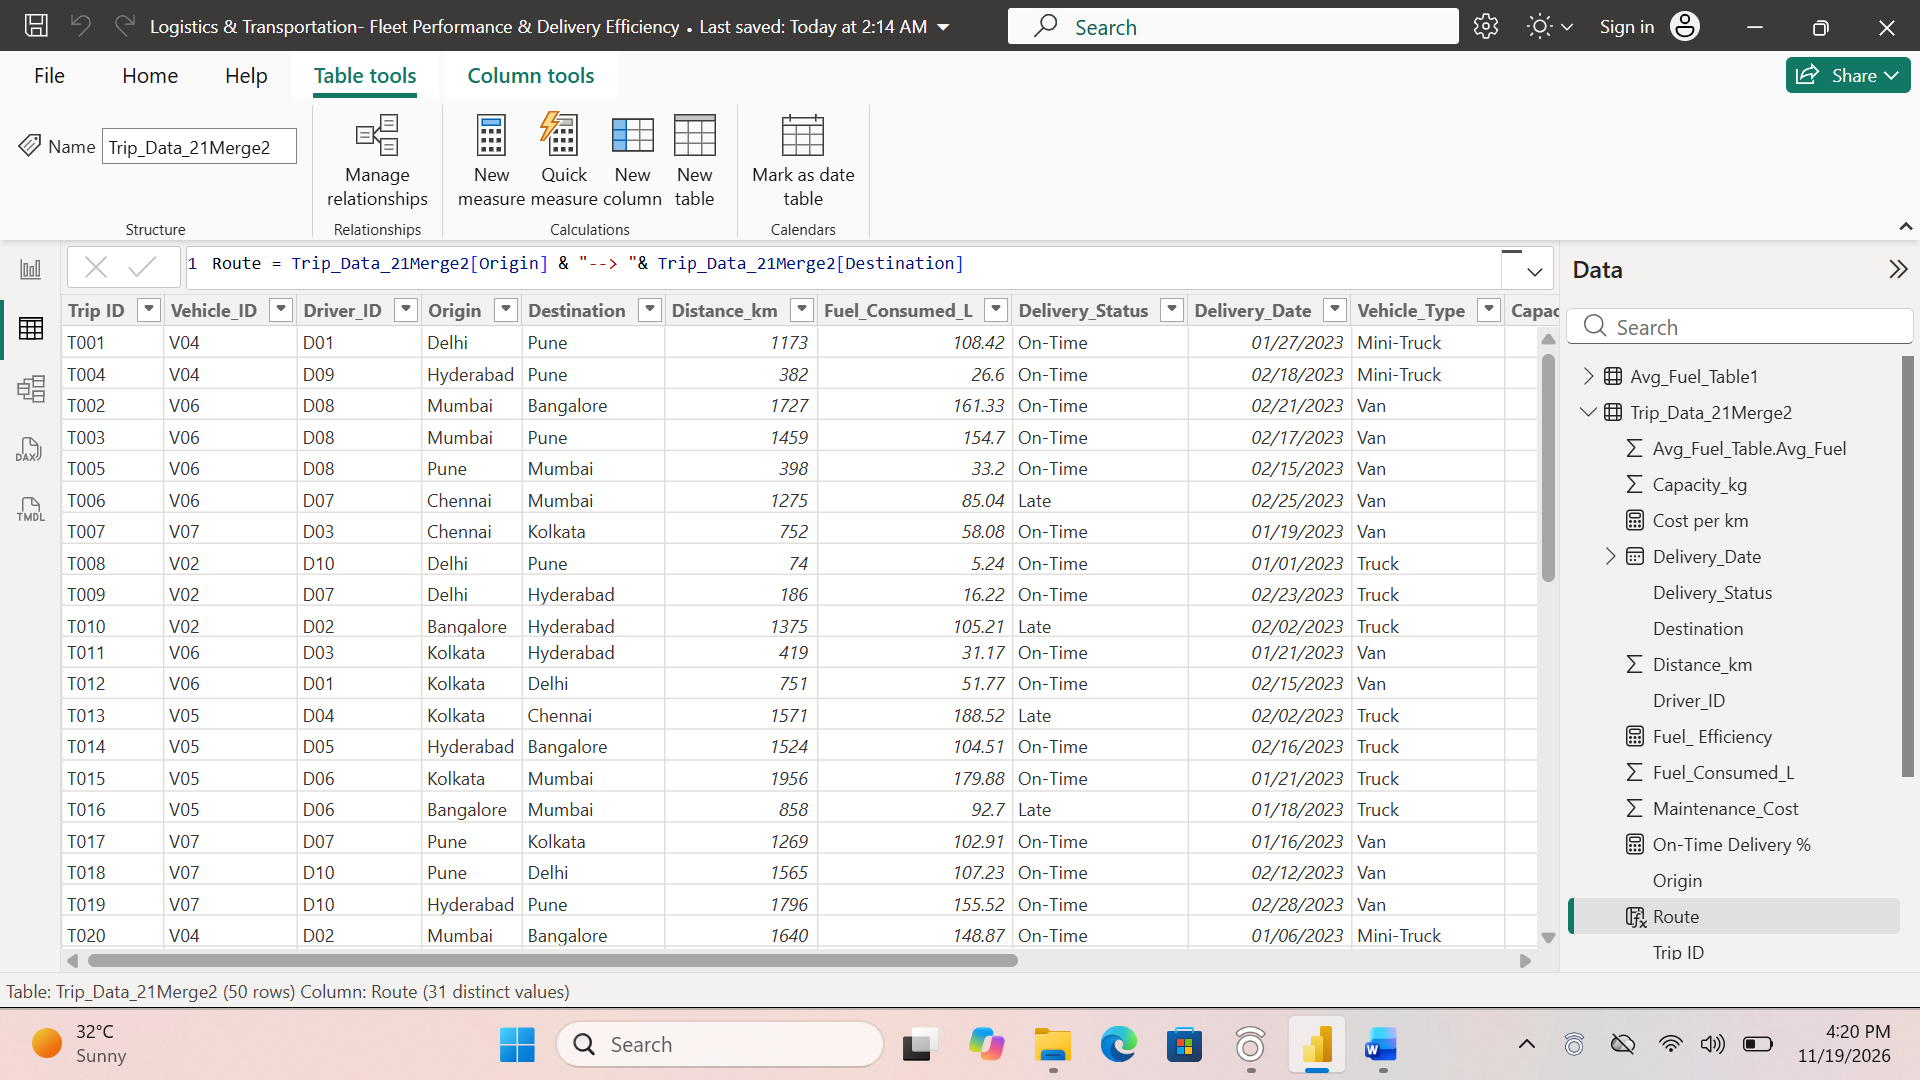 Logistics & Transportation- Fleet Performance & Delivery Efficiency • Last saved: Today at 2:14 AM
Search
Sign in
File
Home
Help
Table tools
Column tools
Share
Name
Trip_Data_21Merge2
Manage relationships
New measure
Quick measure
New column
New table
Mark as date table
Structure
Relationships
Calculations
Calendars
1 Route = Trip_Data_21Merge2[Origin] & "--> "& Trip_Data_21Merge2[Destination]
Trip ID Vehicle_ID Driver_ID Origin Destination Distance_km Fuel_Consumed_L Delivery_Status Delivery_Date Vehicle_Type Capac
T001 V04 D01 Delhi Pune 1173 108.42 On-Time 01/27/2023 Mini-Truck
T004 V04 D09 Hyderabad Pune 382 26.6 On-Time 02/18/2023 Mini-Truck
T002 V06 D08 Mumbai Bangalore 1727 161.33 On-Time 02/21/2023 Van
T003 V06 D08 Mumbai Pune 1459 154.7 On-Time 02/17/2023 Van
T005 V06 D08 Pune Mumbai 398 33.2 On-Time 02/15/2023 Van
T006 V06 D07 Chennai Mumbai 1275 85.04 Late 02/25/2023 Van
T007 V07 D03 Chennai Kolkata 752 58.08 On-Time 01/19/2023 Van
T008 V02 D10 Delhi Pune 74 5.24 On-Time 01/01/2023 Truck
T009 V02 D07 Delhi Hyderabad 186 16.22 On-Time 02/23/2023 Truck
T010 V02 D02 Bangalore Hyderabad 1375 105.21 Late 02/02/2023 Truck
T011 V06 D03 Kolkata Hyderabad 419 31.17 On-Time 01/21/2023 Van
T012 V06 D01 Kolkata Delhi 751 51.77 On-Time 02/15/2023 Van
T013 V05 D04 Kolkata Chennai 1571 188.52 Late 02/02/2023 Truck
T014 V05 D05 Hyderabad Bangalore 1524 104.51 On-Time 02/16/2023 Truck
T015 V05 D06 Kolkata Mumbai 1956 179.88 On-Time 01/21/2023 Truck
T016 V05 D06 Bangalore Mumbai 858 92.7 Late 01/18/2023 Truck
T017 V07 D07 Pune Kolkata 1269 102.91 On-Time 01/16/2023 Van
T018 V07 D10 Pune Delhi 1565 107.23 On-Time 02/12/2023 Van
T019 V07 D10 Hyderabad Pune 1796 155.52 On-Time 02/28/2023 Van
T020 V04 D02 Mumbai Bangalore 1640 148.87 On-Time 01/06/2023 Mini-Truck
DAX
TMDL
Data
Search
Avg_Fuel_Table1
Trip_Data_21Merge2
Avg_Fuel_Table.Avg_Fuel
Capacity_kg
Cost per km
Delivery_Date
Delivery_Status
Destination
Distance_km
Driver_ID
Fuel_ Efficiency
Fuel_Consumed_L
Maintenance_Cost
On-Time Delivery %
Origin
Route
Trip ID
Table: Trip_Data_21Merge2 (50 rows) Column: Route (31 distinct values)
32°C
Sunny
Search
W
4:20 PM
11/19/2026